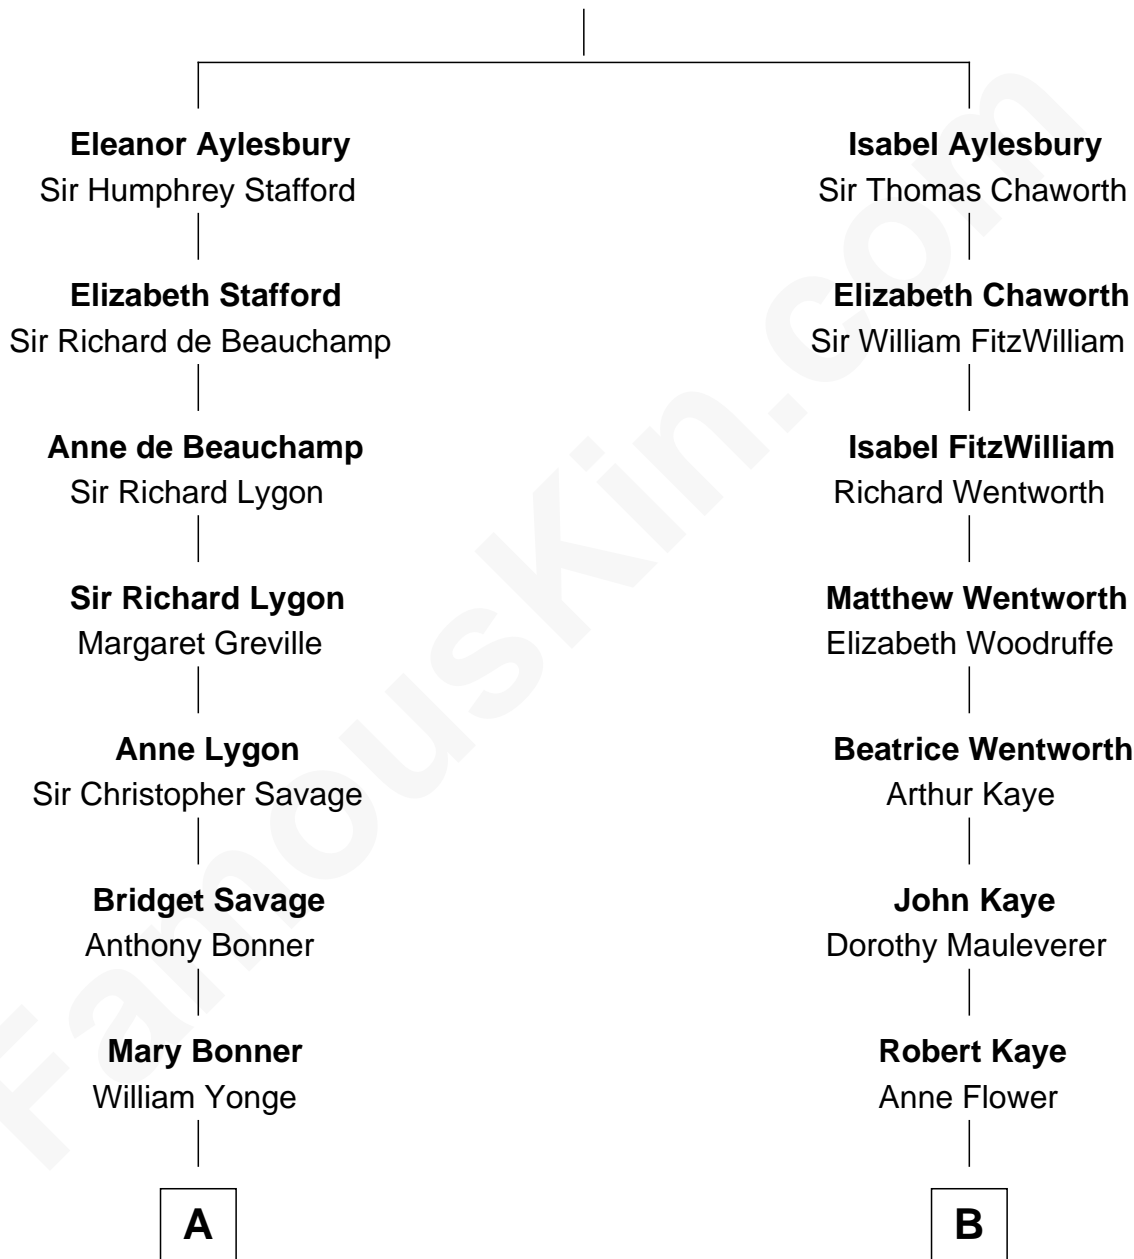 Eleanor Aylesbury
Sir Humphrey Stafford
Elizabeth Stafford
Sir Richard de Beauchamp
Anne de Beauchamp
Sir Richard Lygon
Sir Richard Lygon
Margaret Greville
Anne Lygon
Sir Christopher Savage
Bridget Savage
Anthony Bonner
Mary Bonner
William Yonge
A
Isabel Aylesbury
Sir Thomas Chaworth
Elizabeth Chaworth
Sir William FitzWilliam
Isabel FitzWilliam
Richard Wentworth
Matthew Wentworth
Elizabeth Woodruffe
Beatrice Wentworth
Arthur Kaye
John Kaye
Dorothy Mauleverer
Robert Kaye
Anne Flower
B
FamousKin.com